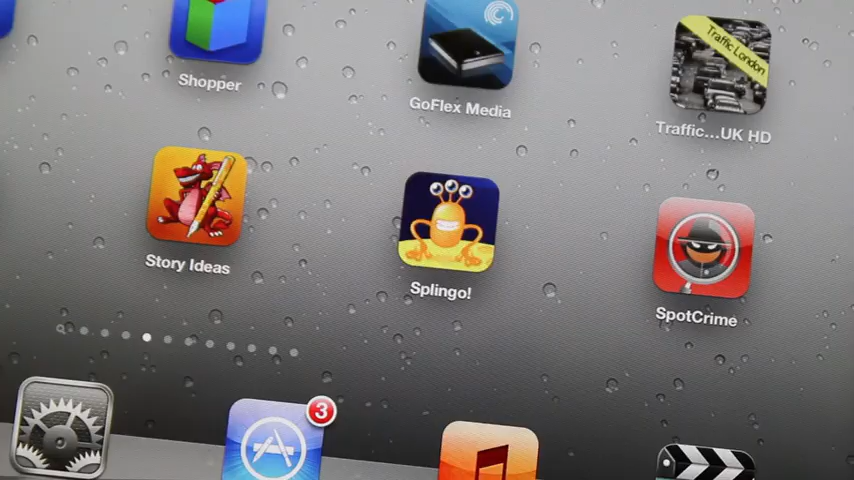 Shopper
GoFlex Media
Traffic London
Traffic...UK HD
Story Ideas
Splingo!
SpotCrime
3